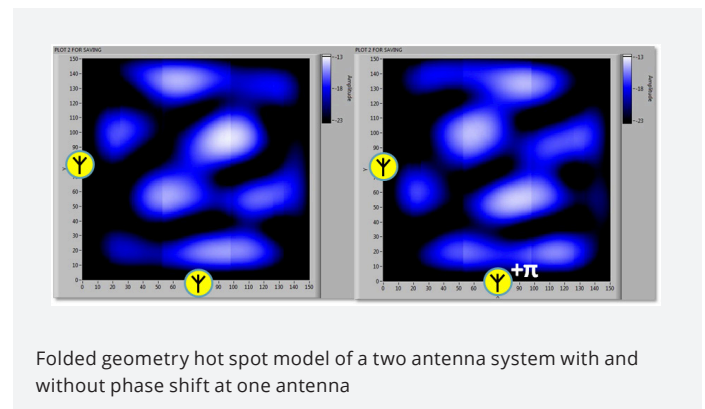 PLOT 2 FOR SAVING PLOT 2 FOR SAVING
150 -13 150 -13
140 140
130 130
120 -18 Amplitude 120 -18 Amplitude
110 110
100 -23 100 -23
90 90
Y Y
70
60 60
50 50
40 40
30 30
20 20
10 10 +π
0 0
0 10 20 30 40 50 60 90 100 110 120 130 140 150 0 10 20 30 40 50 60 90 100 110 120 130 140 150
Folded geometry hot spot model of a two antenna system with and
without phase shift at one antenna